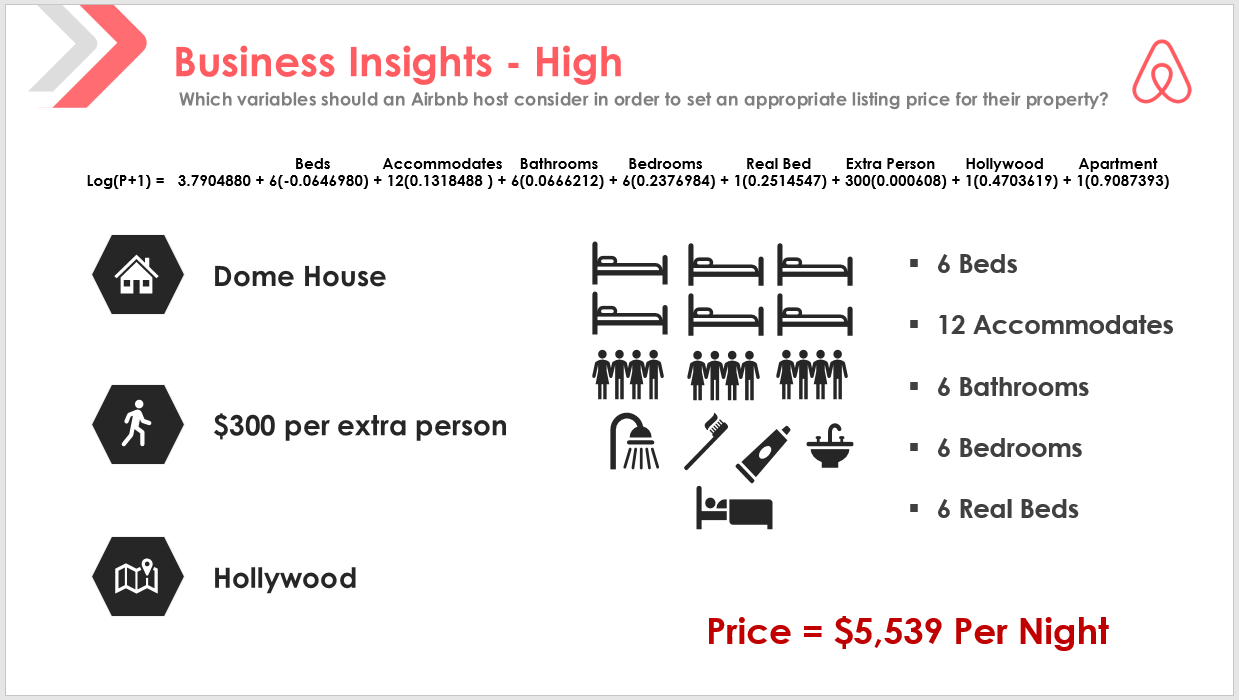 Business Insights - High
Which variables should an Airbnb host consider in order to set an appropriate listing price for their property?
Beds Accommodates Bathrooms Bedrooms Real Bed Extra Person Hollywood Apartment
Log(P+1) = 3.7904880 + 6(-0.0646980) + 12(0.1318488 ) + 6(0.0666212) + 6(0.2376984) + 1(0.2514547) + 300(0.000608) + 1(0.4703619) + 1(0.9087393)
Dome House
$300 per extra person
Hollywood
▪ 6 Beds
▪ 12 Accommodates
▪ 6 Bathrooms
▪ 6 Bedrooms
▪ 6 Real Beds
Price = $5,539 Per Night